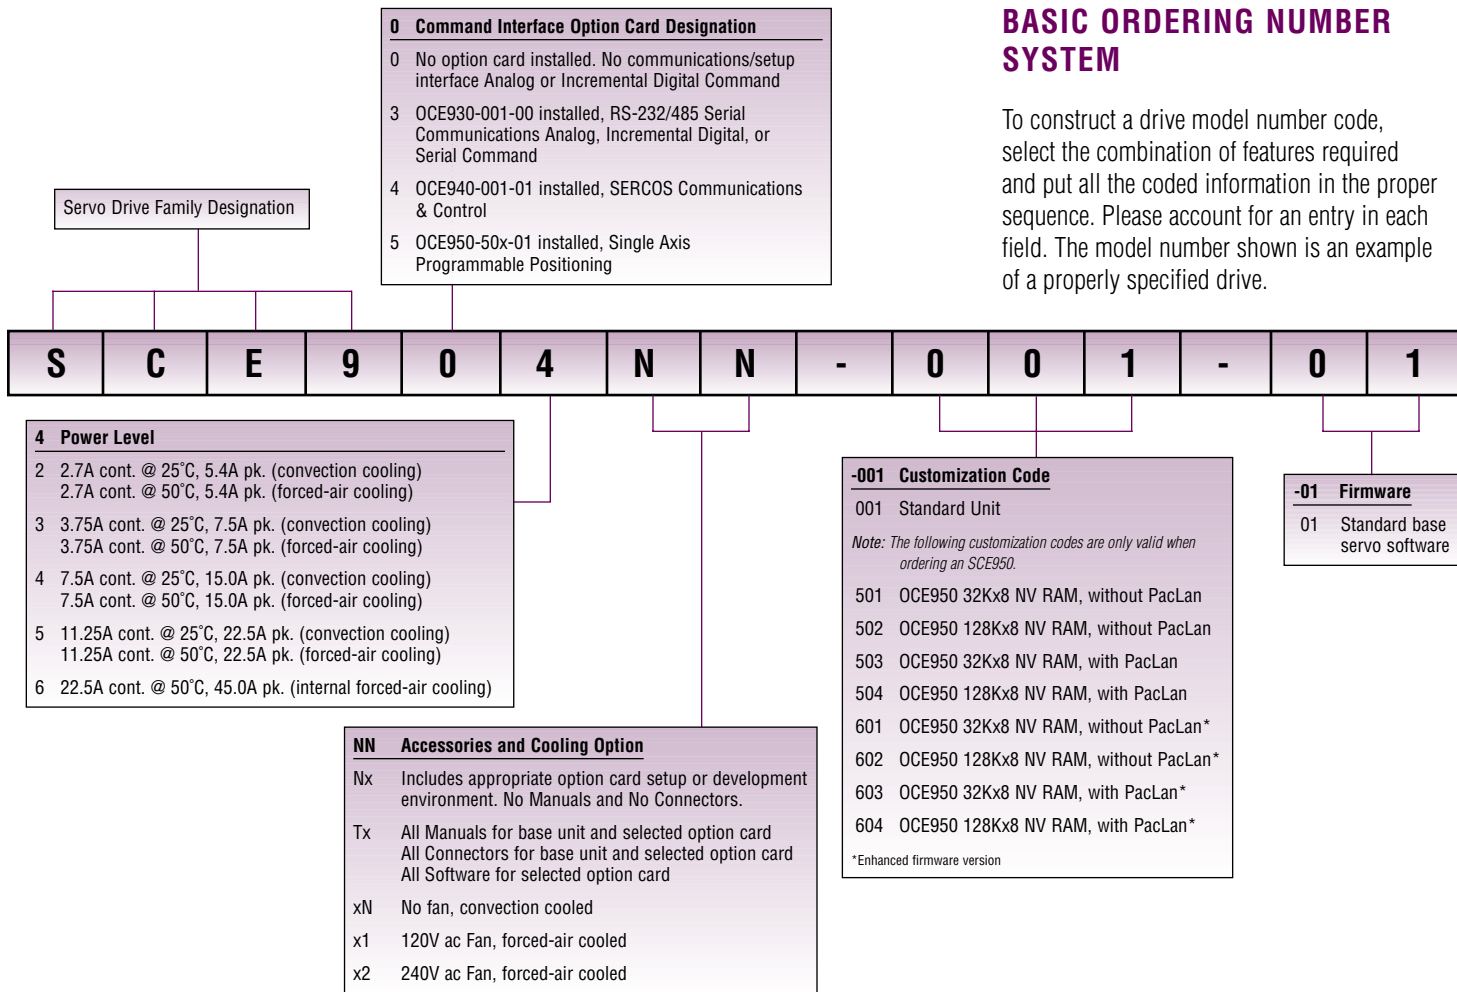 BASIC ORDERING NUMBER
SYSTEM
To construct a drive model number code,
select the combination of features required
and put all the coded information in the proper
sequence. Please account for an entry in each
field. The model number shown is an example
of a properly specified drive.
0 Command Interface Option Card Designation
0 No option card installed. No communications/setup
interface Analog or Incremental Digital Command
3 OCE930-001-00 installed, RS-232/485 Serial
Communications Analog, Incremental Digital, or
Serial Command
4 OCE940-001-01 installed, SERCOS Communications
& Control
5 OCE950-50x-01 installed, Single Axis
Programmable Positioning
Servo Drive Family Designation
S C E 9 0 4 N N - 0 0 1 - 0 1
4 Power Level
2 2.7A cont. @ 25˚C, 5.4A pk. (convection cooling)
2.7A cont. @ 50˚C, 5.4A pk. (forced-air cooling)
3 3.75A cont. @ 25˚C, 7.5A pk. (convection cooling)
3.75A cont. @ 50˚C, 7.5A pk. (forced-air cooling)
4 7.5A cont. @ 25˚C, 15.0A pk. (convection cooling)
7.5A cont. @ 50˚C, 15.0A pk. (forced-air cooling)
5 11.25A cont. @ 25˚C, 22.5A pk. (convection cooling)
11.25A cont. @ 50˚C, 22.5A pk. (forced-air cooling)
6 22.5A cont. @ 50˚C, 45.0A pk. (internal forced-air cooling)
NN Accessories and Cooling Option
Nx Includes appropriate option card setup or development
environment. No Manuals and No Connectors.
Tx All Manuals for base unit and selected option card
All Connectors for base unit and selected option card
All Software for selected option card
xN No fan, convection cooled
x1 120V ac Fan, forced-air cooled
x2 240V ac Fan, forced-air cooled
-001 Customization Code
001 Standard Unit
Note: The following customization codes are only valid when
ordering an SCE950.
501 OCE950 32Kx8 NV RAM, without PacLan
502 OCE950 128Kx8 NV RAM, without PacLan
503 OCE950 32Kx8 NV RAM, with PacLan
504 OCE950 128Kx8 NV RAM, with PacLan
601 OCE950 32Kx8 NV RAM, without PacLan*
602 OCE950 128Kx8 NV RAM, without PacLan*
603 OCE950 32Kx8 NV RAM, with PacLan*
604 OCE950 128Kx8 NV RAM, with PacLan*
*Enhanced firmware version
-01 Firmware
01 Standard base
servo software